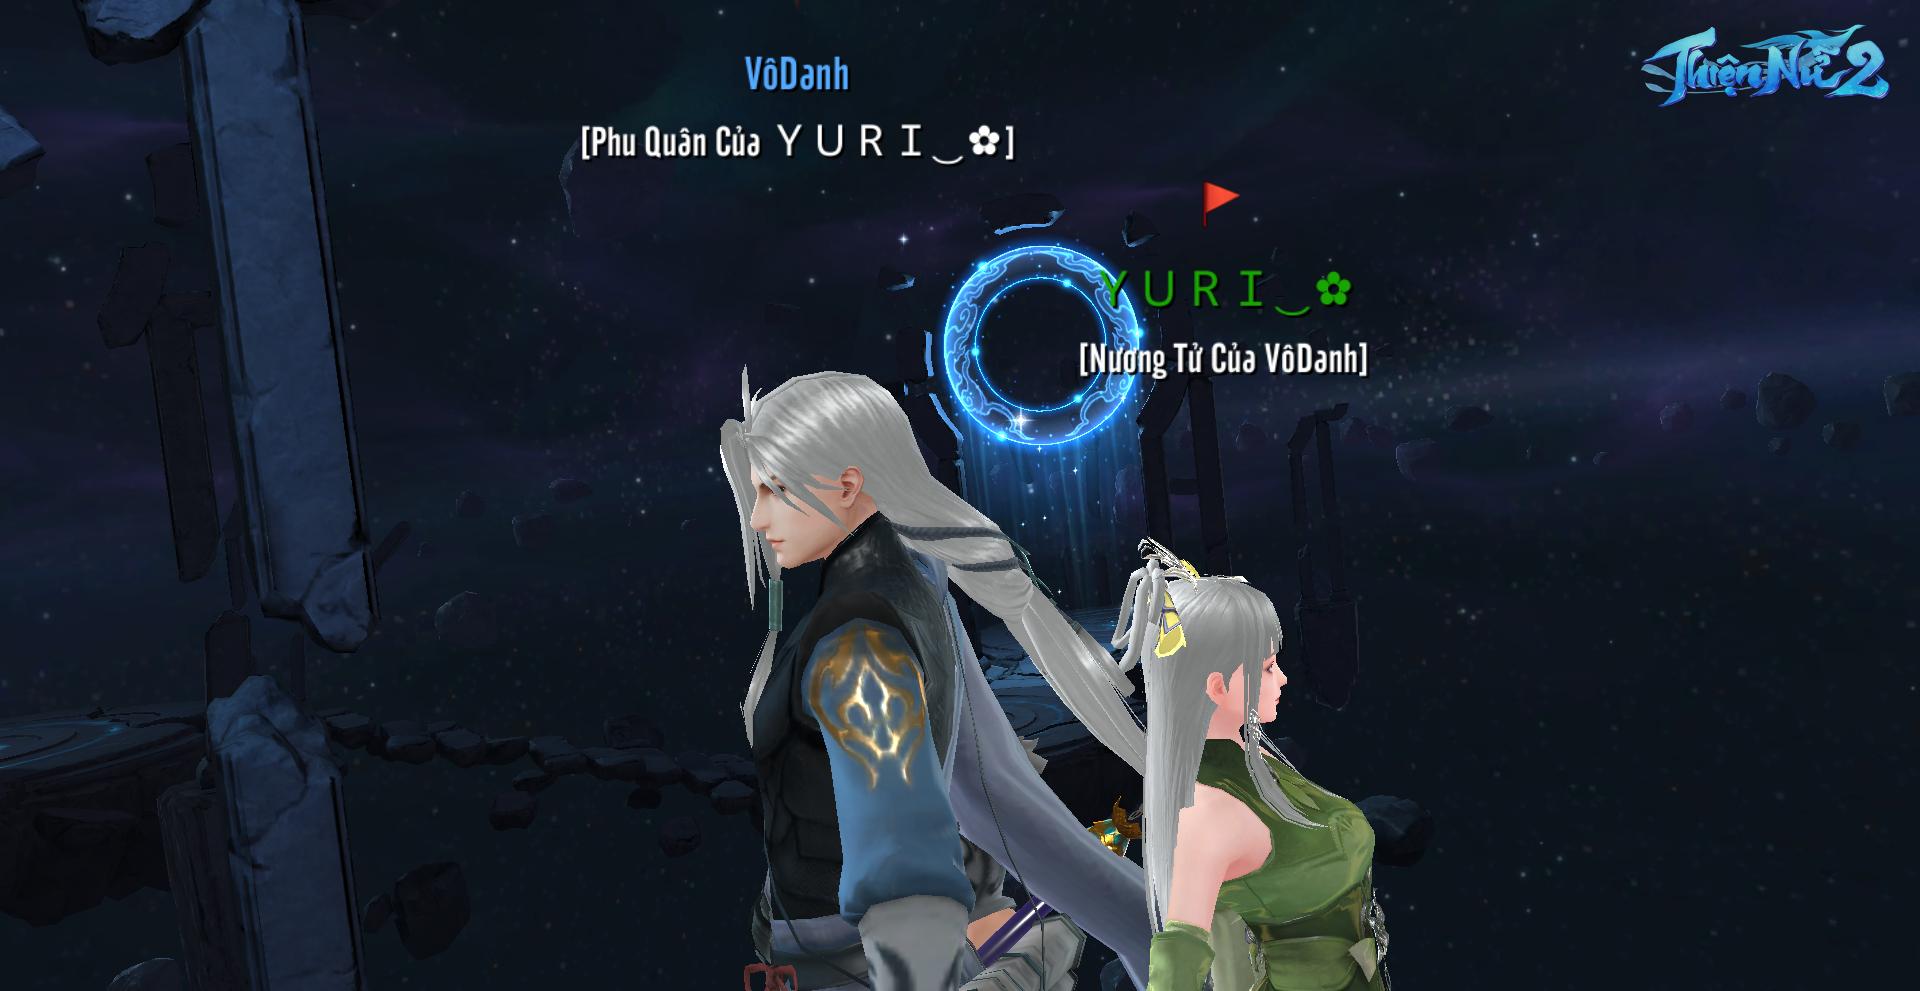 Thiện Nữ 2
VôDanh
[Phu Quân Của ＹＵＲＩ‿✿]
ＹＵＲＩ‿✿
[Nương Tử Của VôDanh]